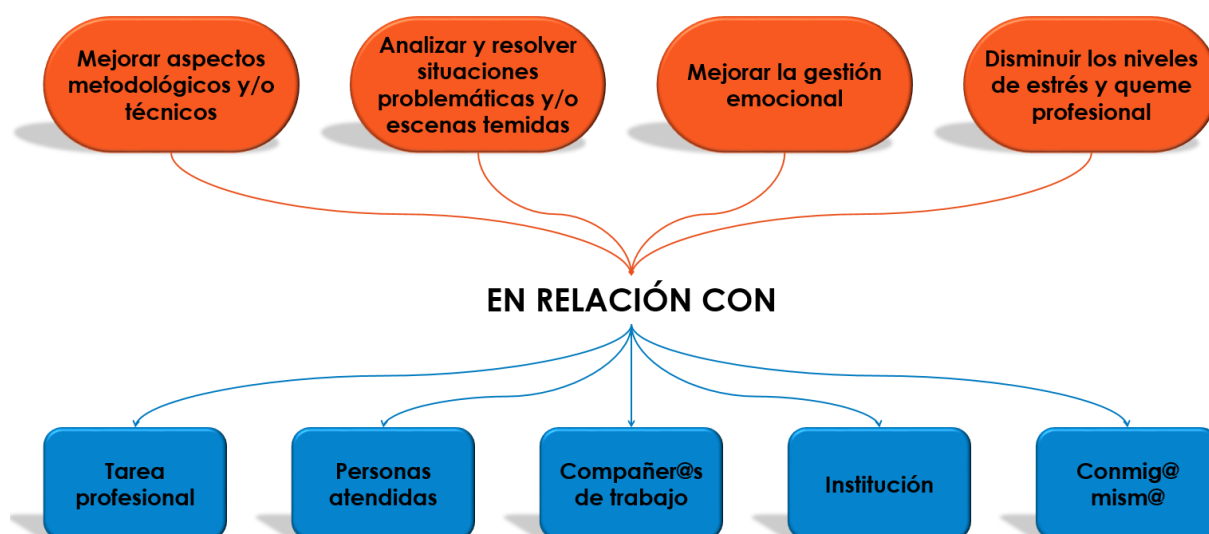 Mejorar aspectos
metodológicos y/o
técnicos
Analizar y resolver
situaciones
problemáticas y/o
escenas temidas
Mejorar la gestión
emocional
Disminuir los niveles
de estrés y queme
profesional
EN RELACIÓN CON
Tarea
profesional
Personas
atendidas
Compañer@s
de trabajo
Institución
Conmig@
mism@